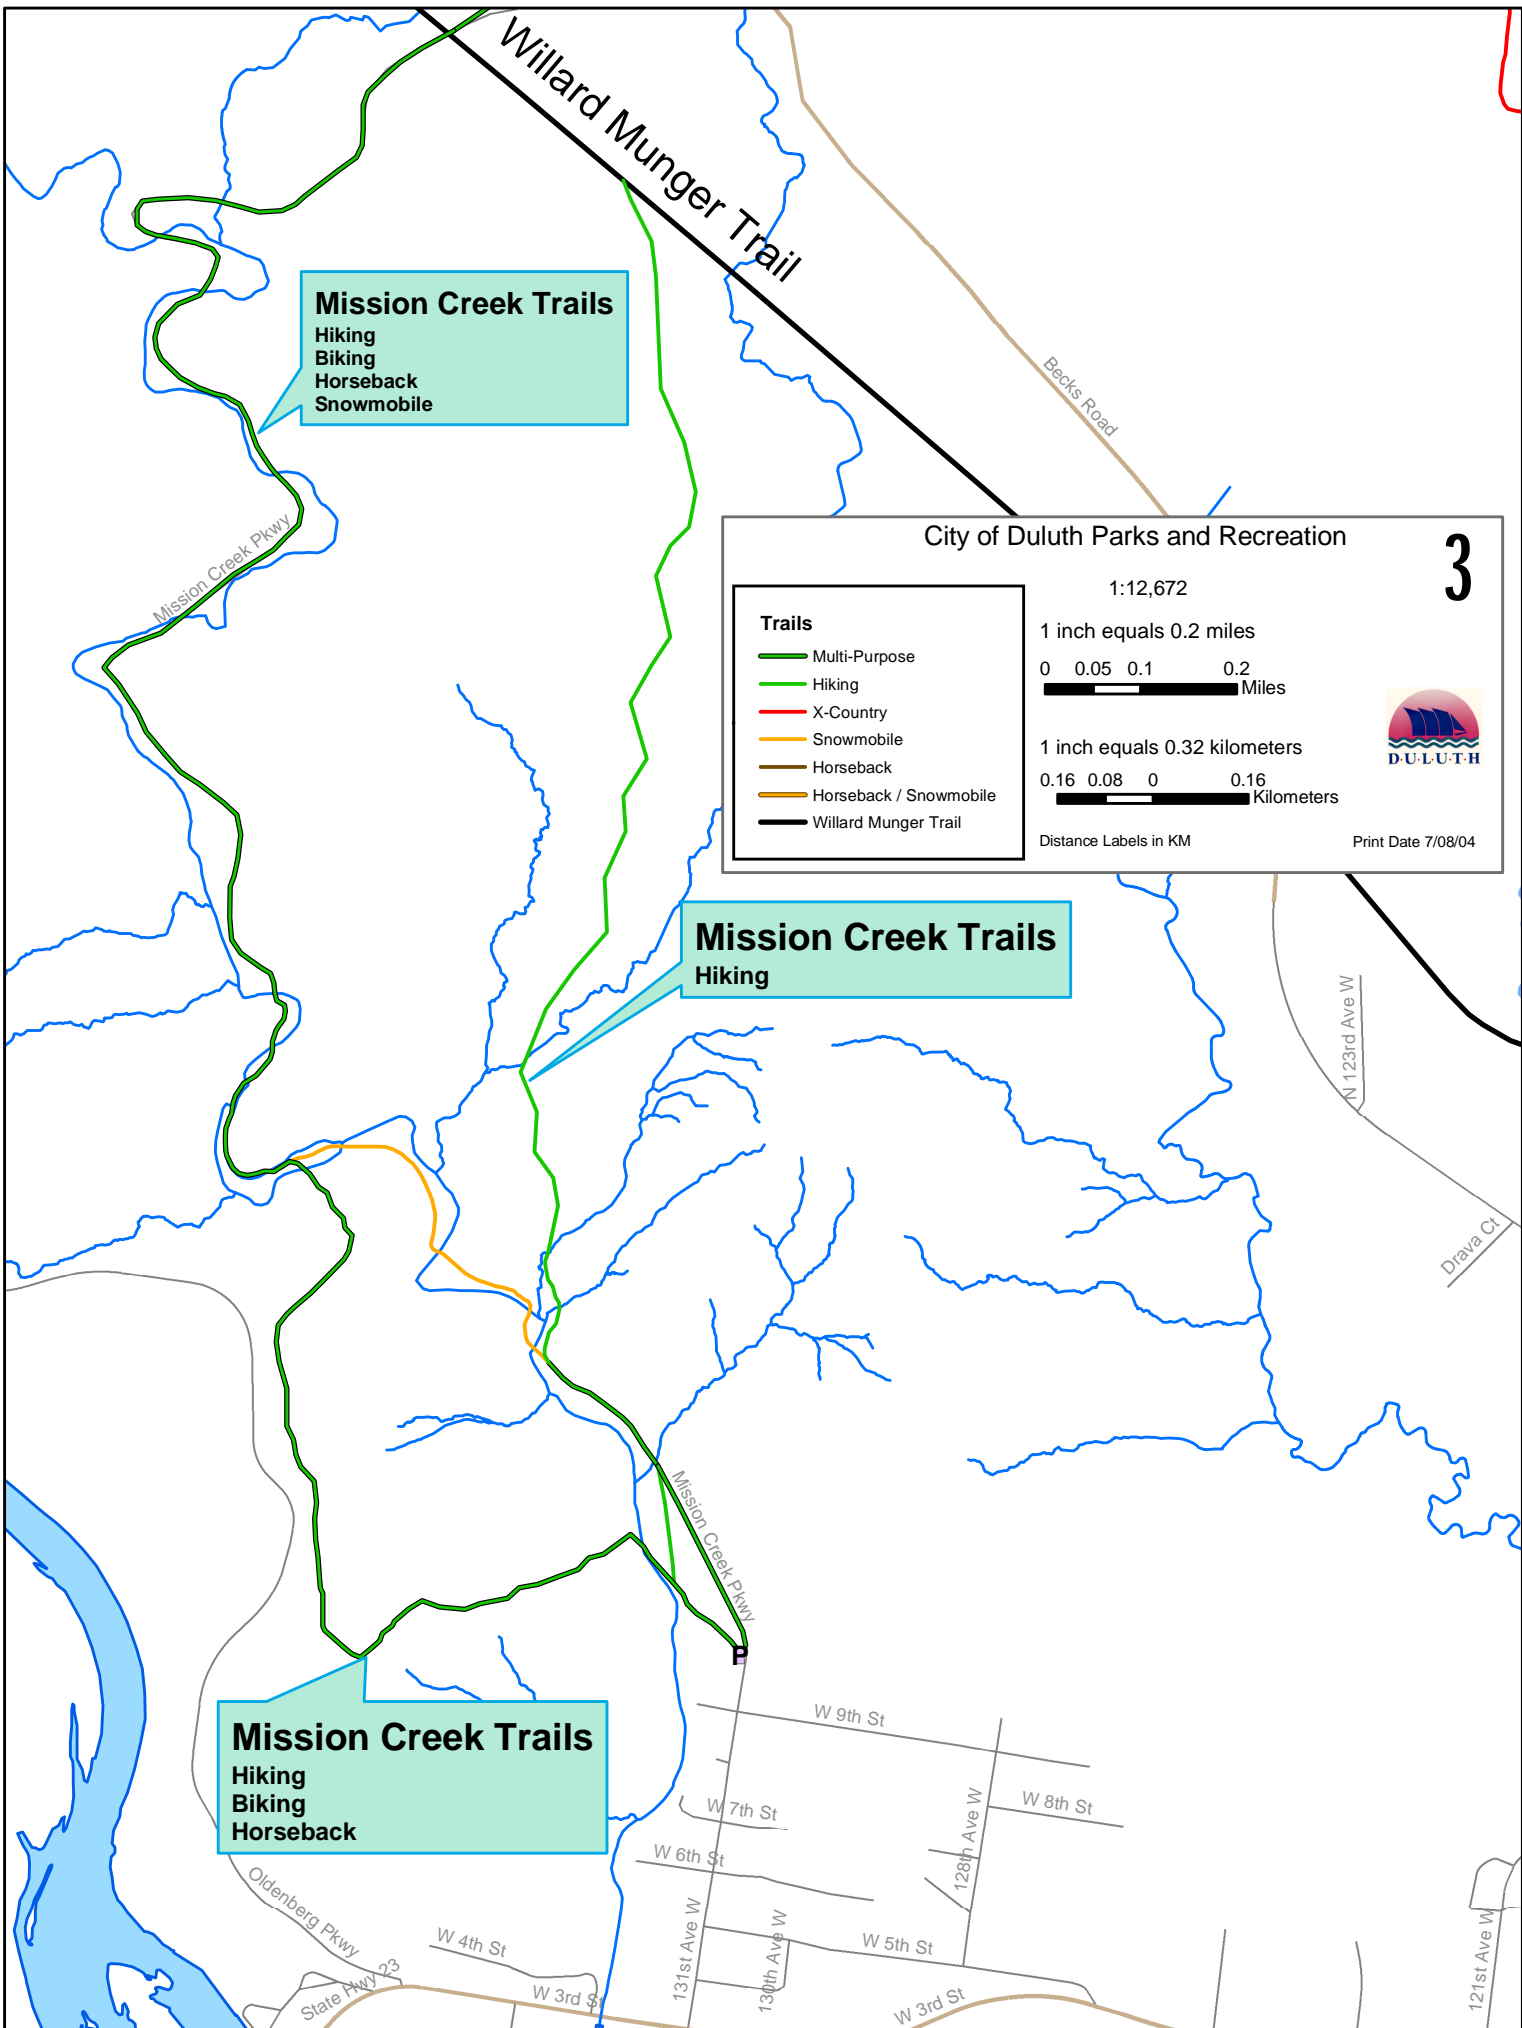 Willard Munger Trail
Mission Creek Trails
Hiking
Biking
Horseback
Snowmobile
Becks Road
Mission Creek Pkwy
City of Duluth Parks and Recreation
3
1:12,672
Trails
Multi-Purpose
Hiking
X-Country
Snowmobile
Horseback
Horseback / Snowmobile
Willard Munger Trail
1 inch equals 0.2 miles
0 0.05 0.1 0.2
Miles
1 inch equals 0.32 kilometers
0.16 0.08 0 0.16
Kilometers
D·U·L·U·T·H
Distance Labels in KM
Print Date 7/08/04
Mission Creek Trails
Hiking
N 123rd Ave W
Drava Ct
Mission Creek Pkwy
P
Mission Creek Trails
Hiking
Biking
Horseback
W 9th St
W 8th St
W 7th St
W 6th St
128th Ave W
Oldenberg Pkwy
W 4th St
131st Ave W
130th Ave W
W 5th St
121st Ave W
State Hwy 23
W 3rd St
W 3rd St